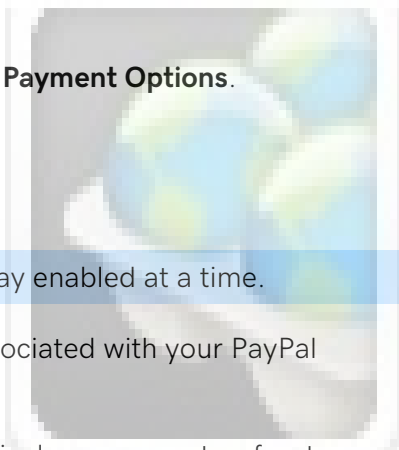 Payment Options.
ay enabled at a time.
ociated with your PayPal